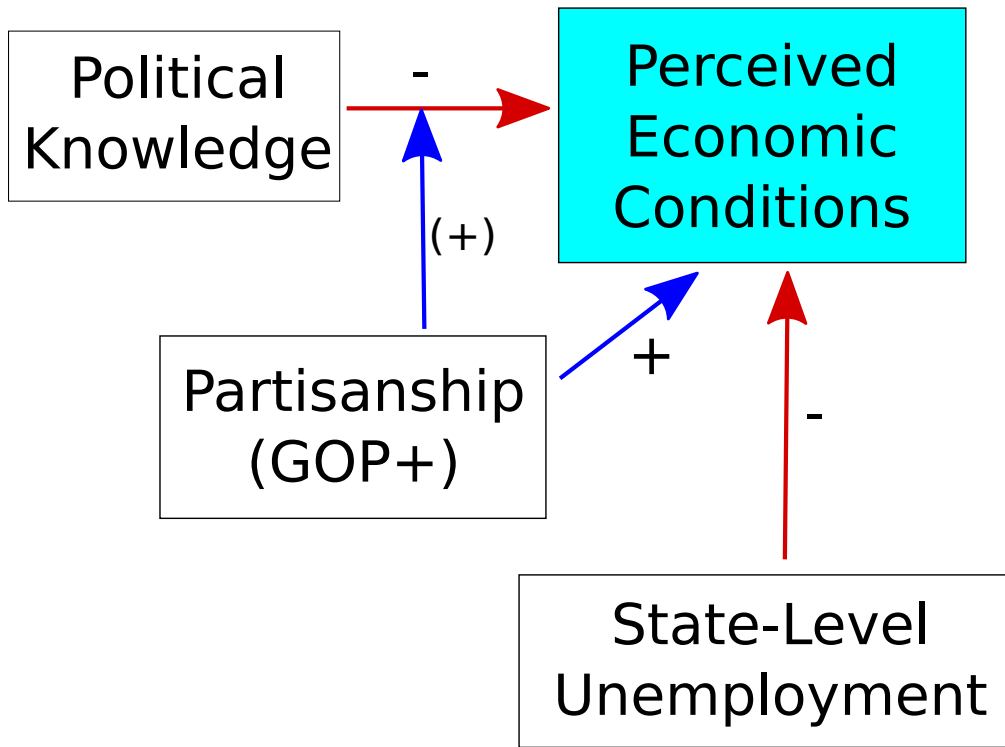 Political
Knowledge
-
Perceived
Economic
Conditions
(+)
Partisanship
(GOP+)
+
-
State-Level
Unemployment